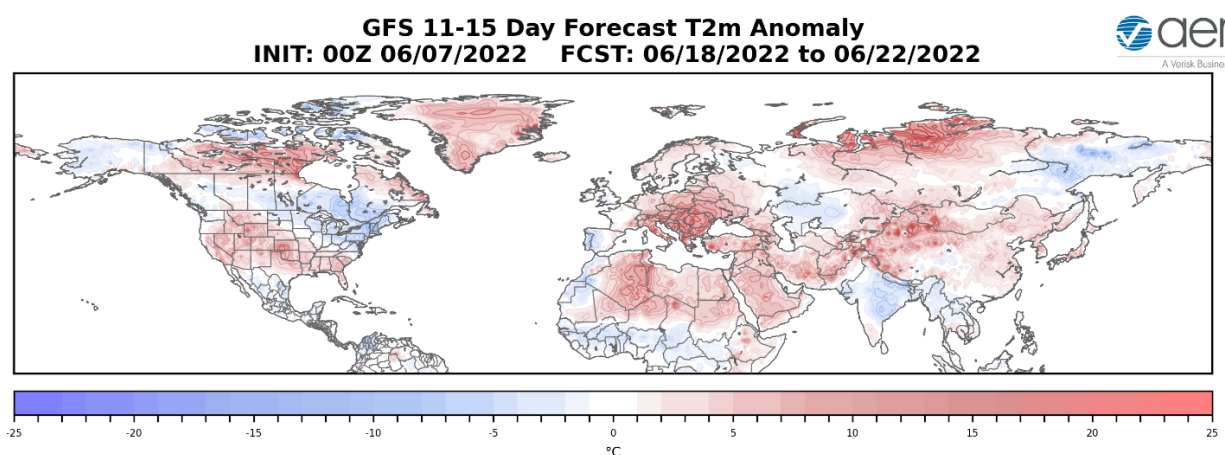 GFS 11-15 Day Forecast T2m Anomaly
INIT: 00Z 06/07/2022 FCST: 06/18/2022 to 06/22/2022
aer
A Verisk Busines
-25 -20 -15 -10 -5 0 5 10 15 20 25
°C